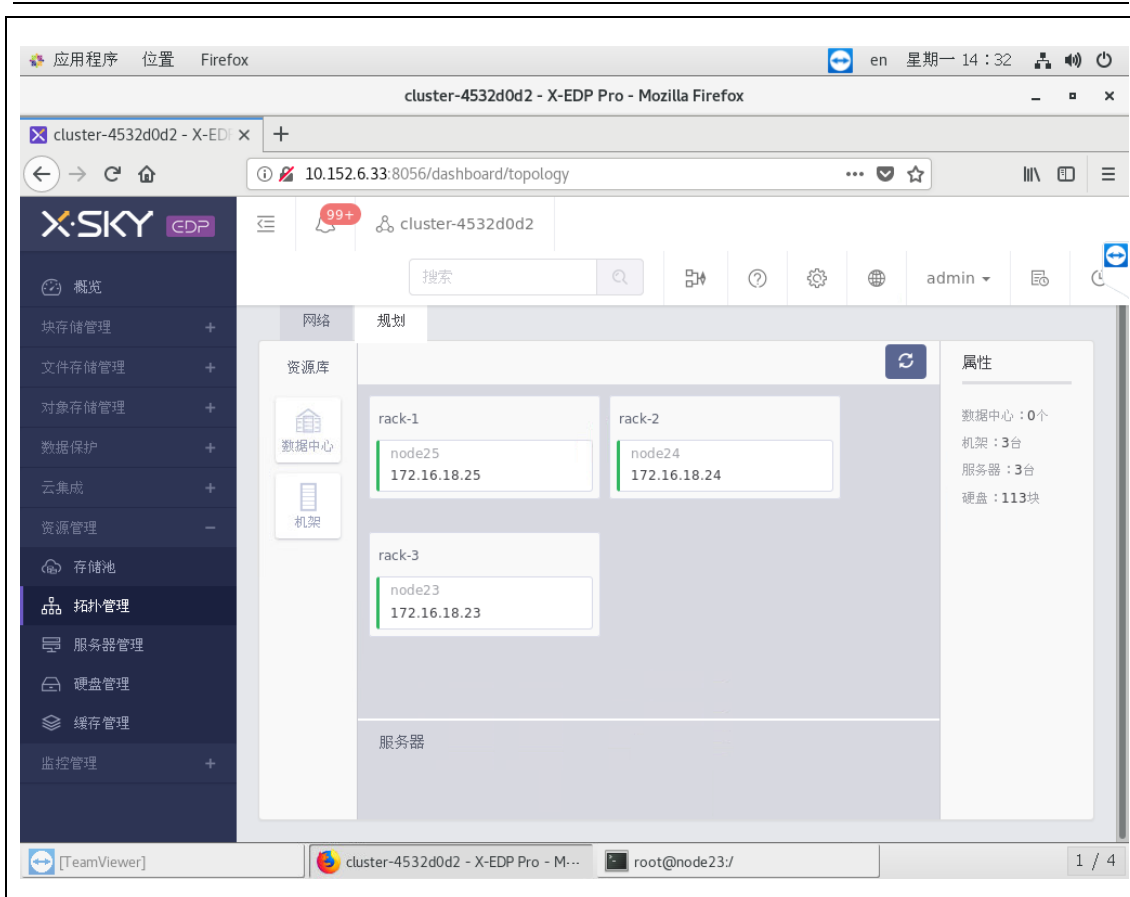 应用程序 位置 Firefox en 星期一 14：32
cluster-4532d0d2 - X-EDP Pro - Mozilla Firefox
cluster-4532d0d2 - X-EDP
10.152.6.33:8056/dashboard/topology
X·SKY EDP 99+ cluster-4532d0d2
搜索 admin
概览
块存储管理
文件存储管理
对象存储管理
数据保护
云集成
资源管理
存储池
拓扑管理
服务器管理
硬盘管理
缓存管理
监控管理
网络 规划
资源库
数据中心
机架
rack-1
node25
172.16.18.25
rack-2
node24
172.16.18.24
rack-3
node23
172.16.18.23
服务器
属性
数据中心：0个
机架：3台
服务器：3台
硬盘：113块
[TeamViewer] cluster-4532d0d2 - X-EDP Pro - M··· root@node23:/ 1 / 4